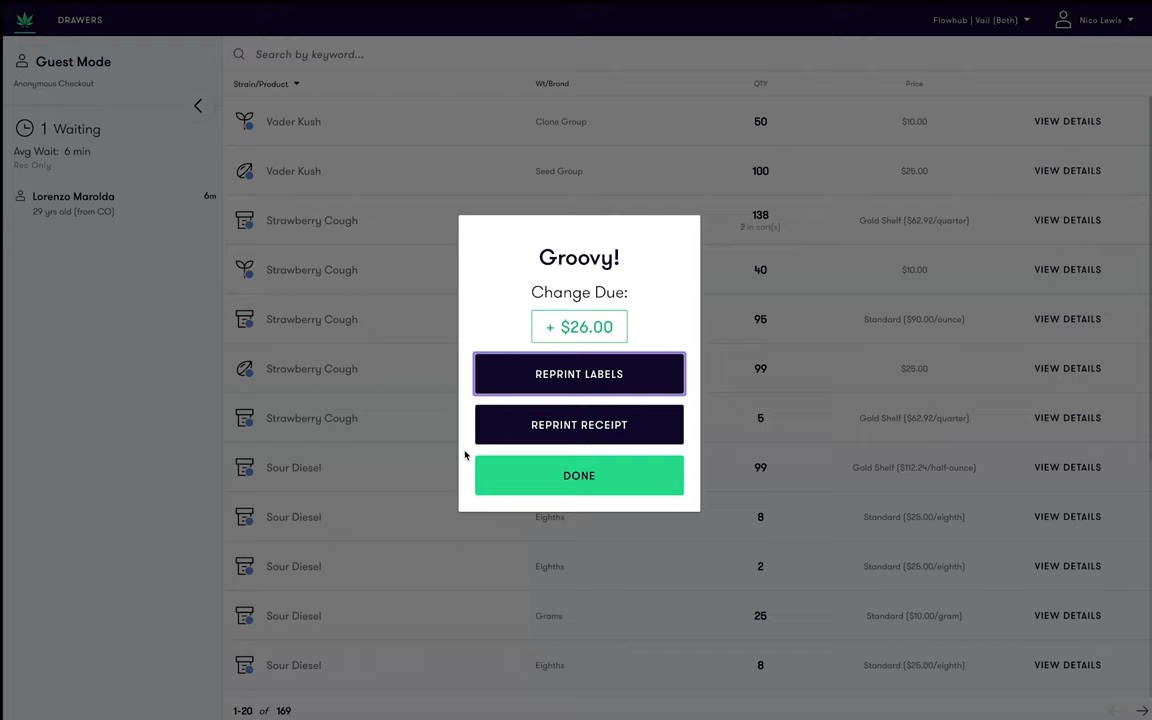 DRAWERS
Flowhub | Vail (Both)
Nico Lewis
Guest Mode
Anonymous Checkout
1 Waiting
Avg Wait: 6 min
Rec Only
Lorenzo Marolda 6m
29 yrs old [from CO]
Search by keyword...
Strain/Product Wt/Brand QTY Price
Vader Kush Clone Group 50 $10.00 VIEW DETAILS
Vader Kush Seed Group 100 $25.00 VIEW DETAILS
Strawberry Cough 138 Gold Shelf ($62.92/quarter) VIEW DETAILS
2 in cart(s)
Strawberry Cough 40 $10.00 VIEW DETAILS
Strawberry Cough 95 Standard ($90.00/ounce) VIEW DETAILS
Strawberry Cough 99 $25.00 VIEW DETAILS
Strawberry Cough 5 Gold Shelf ($62.92/quarter) VIEW DETAILS
Sour Diesel 99 Gold Shelf ($112.24/half-ounce) VIEW DETAILS
Sour Diesel Eighths 8 Standard ($25.00/eighth) VIEW DETAILS
Sour Diesel Eighths 2 Standard ($25.00/eighth) VIEW DETAILS
Sour Diesel Grams 25 Standard ($10.00/gram) VIEW DETAILS
Sour Diesel Eighths 8 Standard ($25.00/eighth) VIEW DETAILS
1-20 of 169
Groovy!
Change Due:
+ $26.00
REPRINT LABELS
REPRINT RECEIPT
DONE